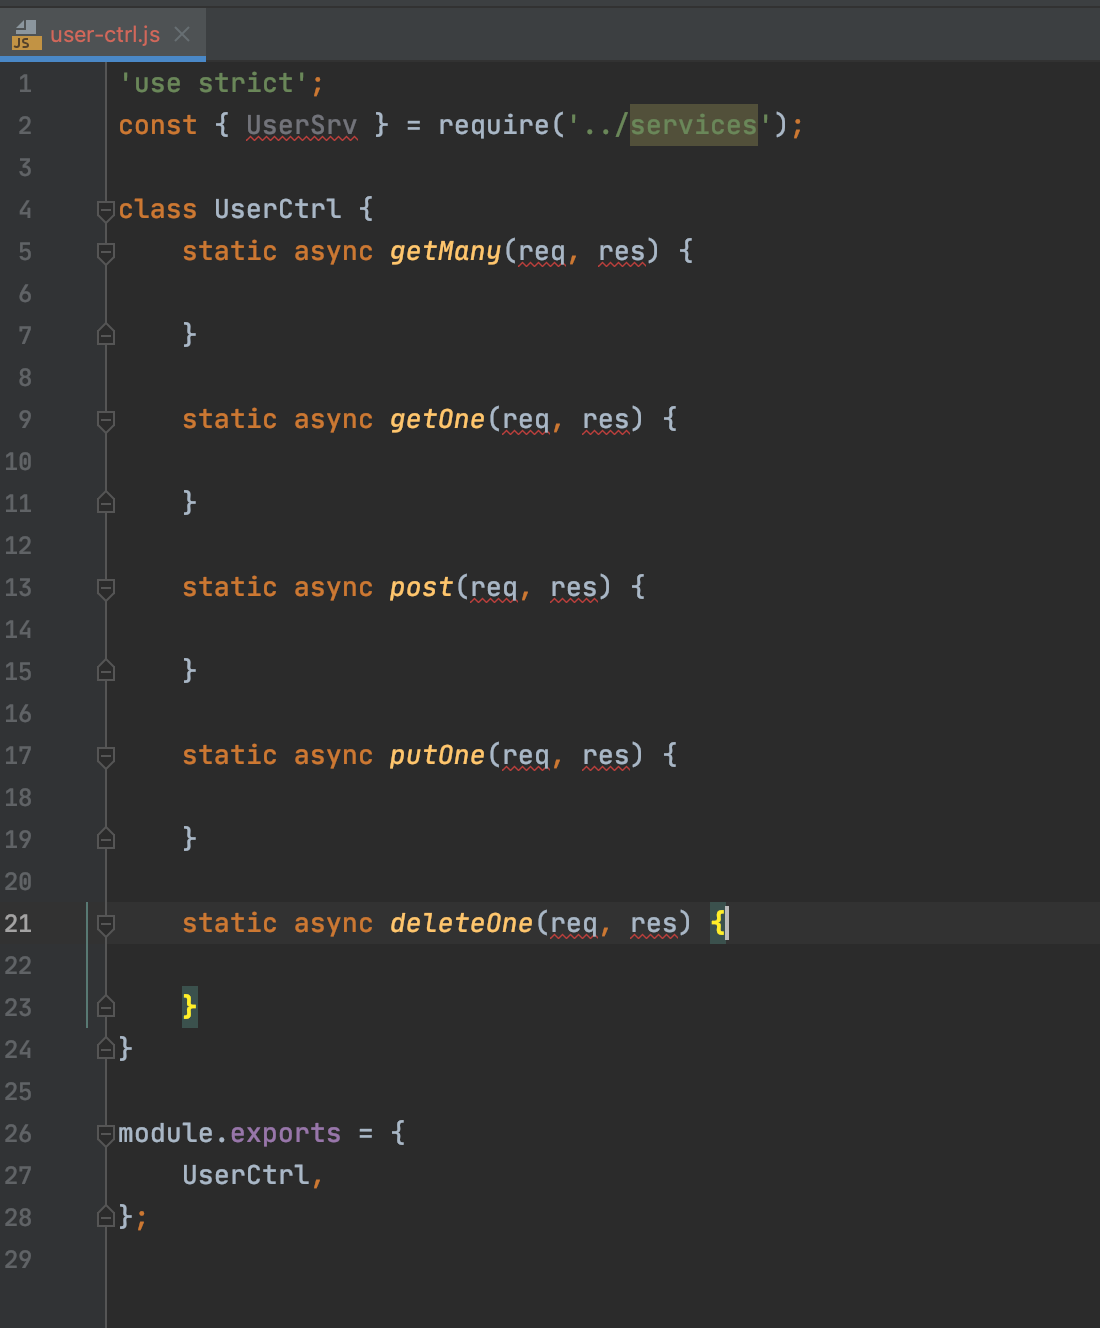 JS user-ctrl.js
1 'use strict';
2 const { UserSrv } = require('../services');
3
4 class UserCtrl {
5 static async getMany(req, res) {
6
7 }
8
9 static async getOne(req, res) {
10
11 }
12
13 static async post(req, res) {
14
15 }
16
17 static async putOne(req, res) {
18
19 }
20
21 static async deleteOne(req, res) {
22
23 }
24 }
25
26 module.exports = {
27 UserCtrl,
28 };
29